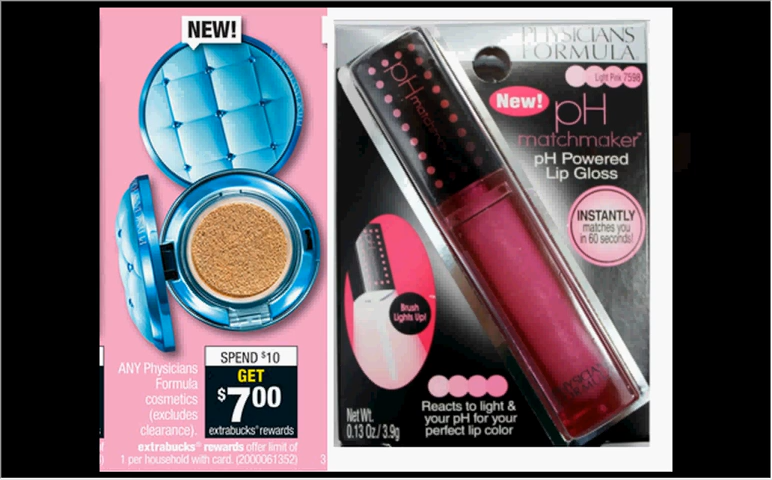 NEW!
ANY Physicians
Formula
cosmetics
(excludes
clearance).
SPEND $10
GET
$7.00
extrabucks® rewards
extrabucks® rewards offer limit of
1 per household with card. (2000061352)
3
PHYSICIANS
FORMULA
Light Pink 7598
New!
pH
matchmaker™
pH Powered
Lip Gloss
INSTANTLY
matches you
in 60 seconds!
pH
Brush
Lights Up!
Reacts to light &
your pH for your
perfect lip color
Net Wt.
0.13 Oz./3.9g